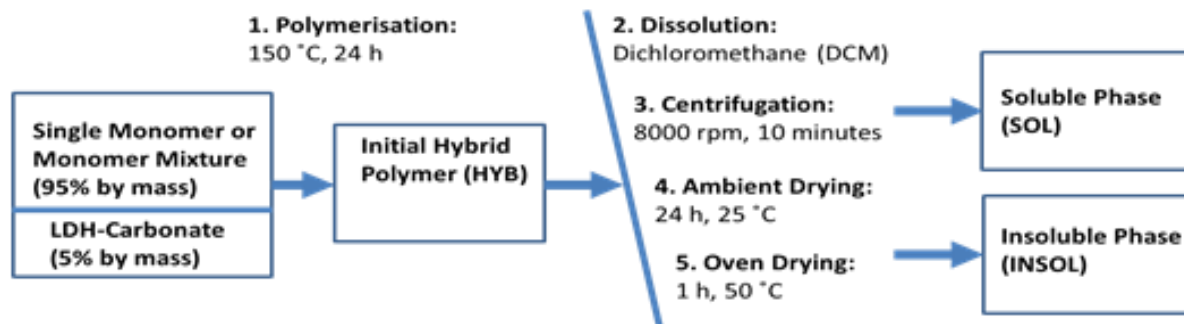 1. Polymerisation:
150 ˚C, 24 h
Single Monomer or
Monomer Mixture
(95% by mass)
LDH-Carbonate
(5% by mass)
Initial Hybrid
Polymer (HYB)
2. Dissolution:
Dichloromethane (DCM)
3. Centrifugation:
8000 rpm, 10 minutes
4. Ambient Drying:
24 h, 25 ˚C
5. Oven Drying:
1 h, 50 ˚C
Soluble Phase
(SOL)
Insoluble Phase
(INSOL)